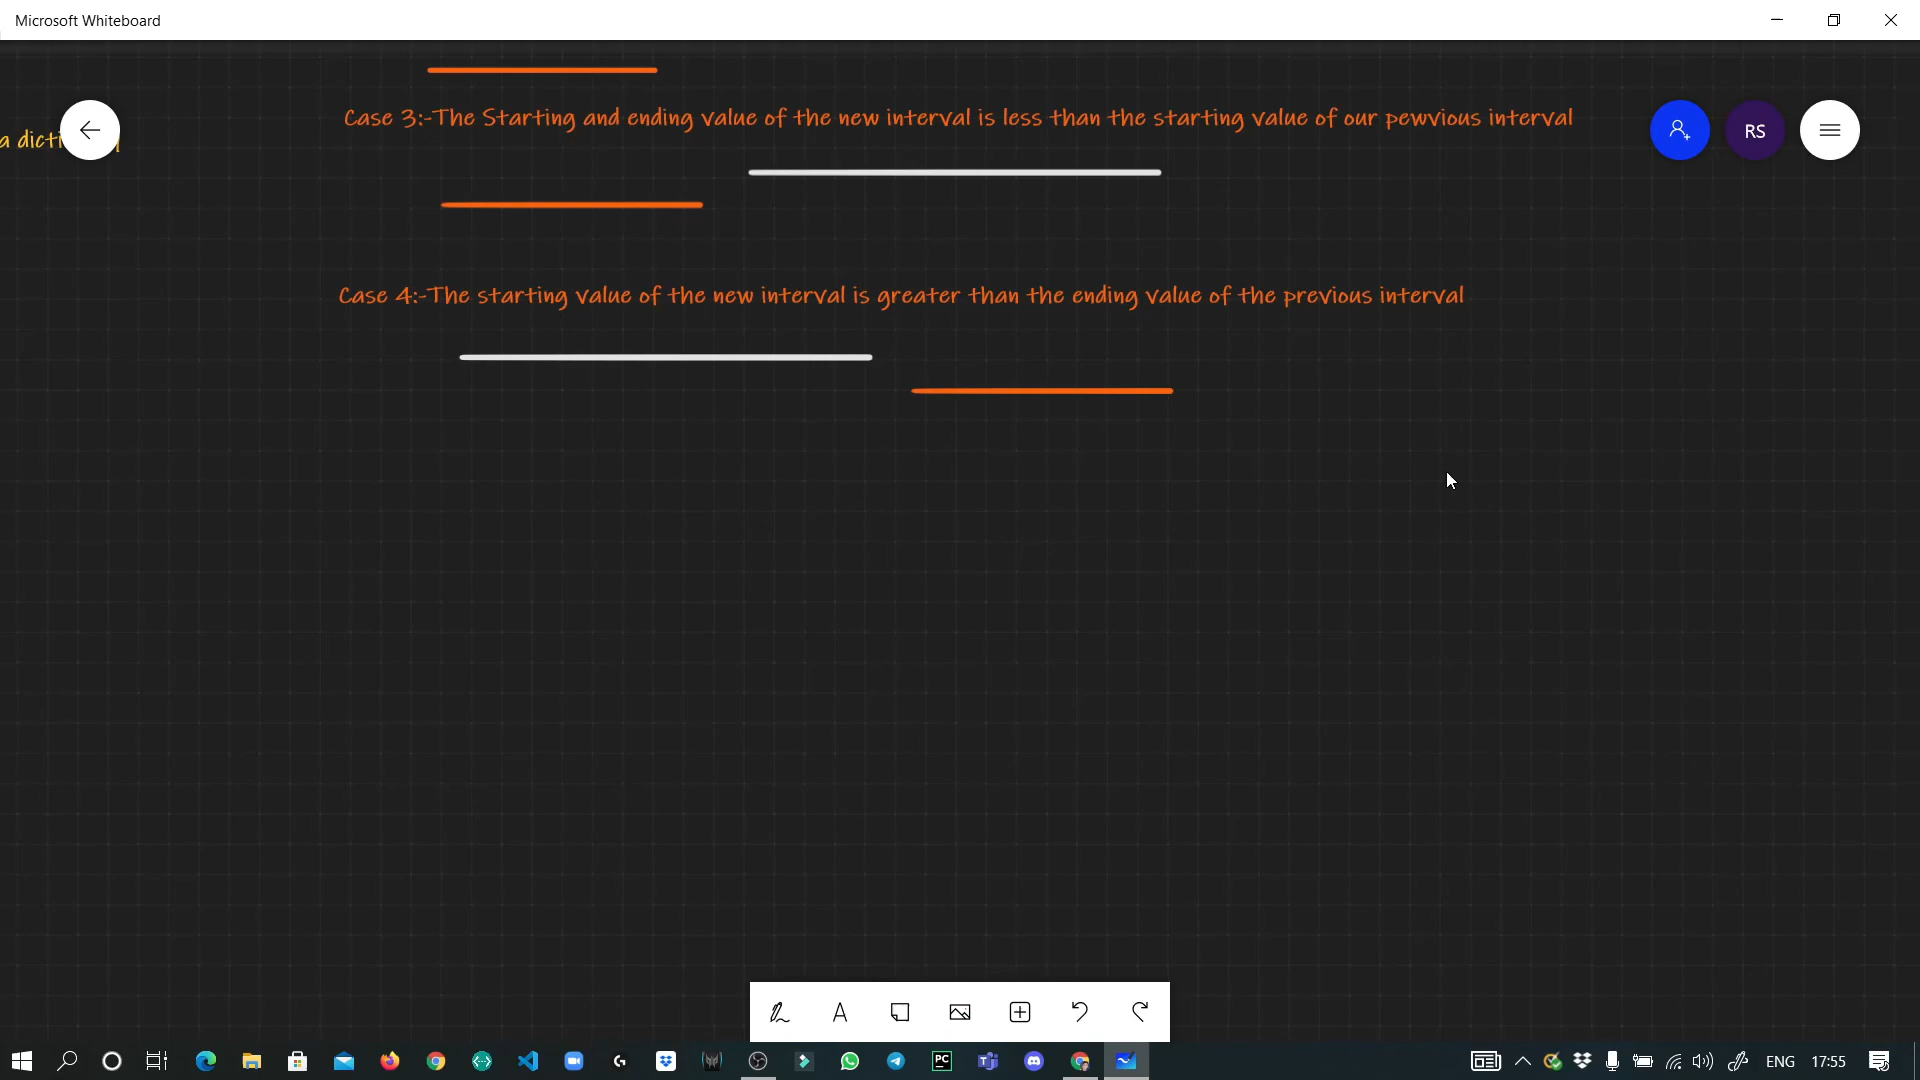 Microsoft Whiteboard
Case 3:-The Starting and ending value of the new interval is less than the starting value of our pewvious interval
a dicti
RS
Case 4:-The starting value of the new interval is greater than the ending value of the previous interval
PC
ENG
17:55